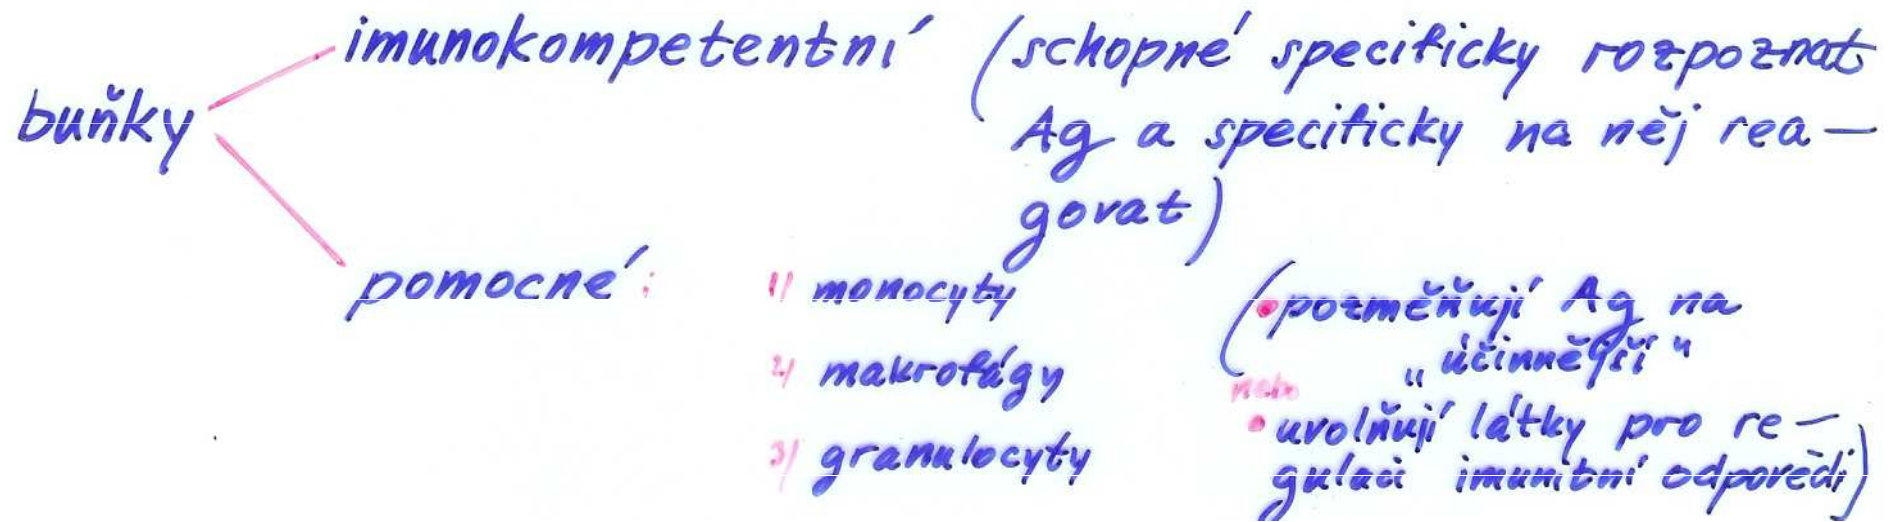 imunokompetentní (schopné specificky rozpoznat
buňky
Ag a specificky na něj rea-
govat)
pomocné:
1) monocyty
2) makrofágy
3) granulocyty
(• pozměňují Ag na
„účinnější"
nebo
• uvolňují látky pro re-
gulaci imunitní odpovědi)